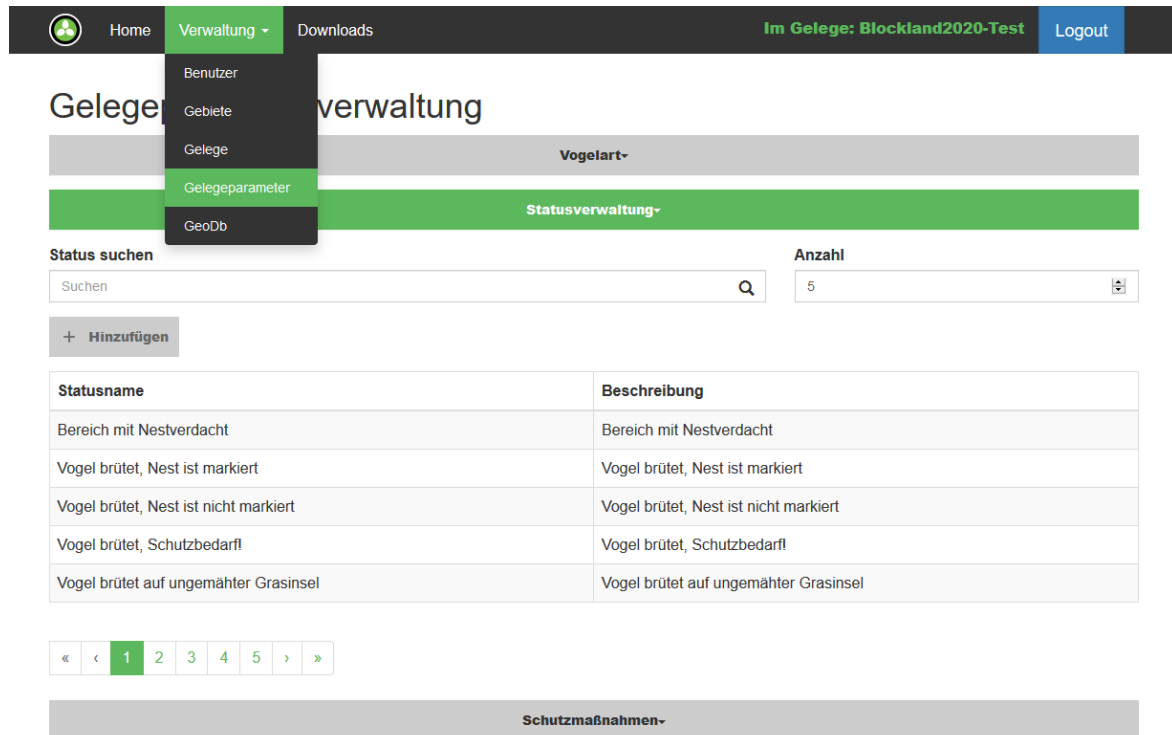 Home Verwaltung Downloads Im Gelege: Blockland2020-Test Logout
Benutzer
Gebiete
Gelege
Gelegeparameter
GeoDb
Gelege verwaltung
Vogelart
Statusverwaltung
Status suchen Anzahl
Suchen 5
+ Hinzufügen
Statusname Beschreibung
Bereich mit Nestverdacht Bereich mit Nestverdacht
Vogel brütet, Nest ist markiert Vogel brütet, Nest ist markiert
Vogel brütet, Nest ist nicht markiert Vogel brütet, Nest ist nicht markiert
Vogel brütet, Schutzbedarf! Vogel brütet, Schutzbedarf!
Vogel brütet auf ungemähter Grasinsel Vogel brütet auf ungemähter Grasinsel
« ‹ 1 2 3 4 5 › »
Schutzmaßnahmen